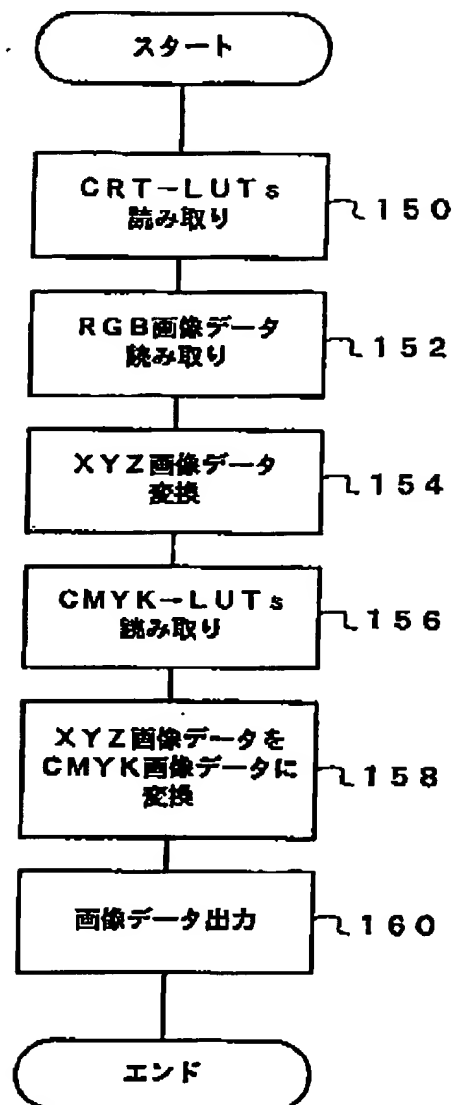 スタート
CRT-LUTs
読み取り
150
RGB画像データ
読み取り
152
XYZ画像データ
変換
154
CMYK-LUTs
読み取り
156
XYZ画像データを
CMYK画像データに
変換
158
画像データ出力
160
エンド